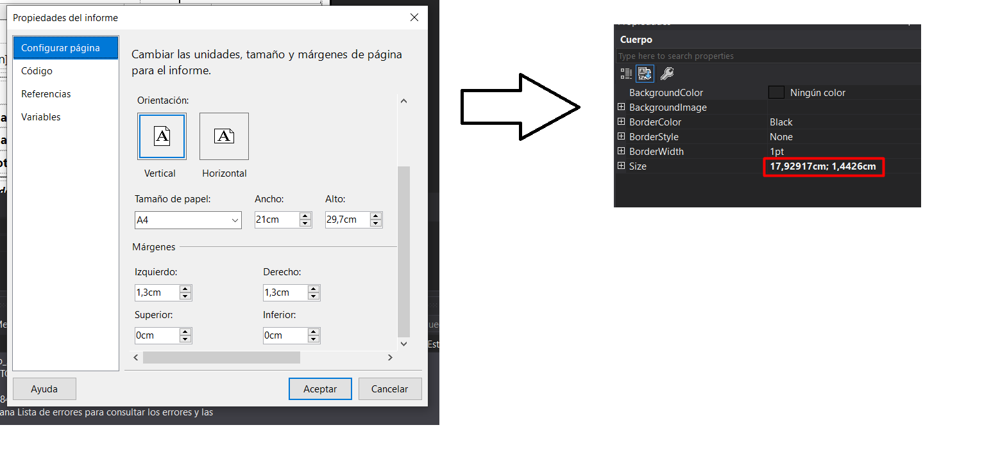 Propiedades del informe
Configurar página
Código
Referencias
Variables
Cambiar las unidades, tamaño y márgenes de página
para el informe.
Orientación:
A
A
Vertical
Horizontal
Tamaño de papel:
Ancho:
Alto:
A4
21cm
29,7cm
Márgenes
Izquierdo:
Derecho:
1,3cm
1,3cm
Superior:
Inferior:
0cm
0cm
Ayuda
Aceptar
Cancelar
ana Lista de errores para consultar los errores y las
Cuerpo
Type here to search properties
BackgroundColor
Ningún color
BackgroundImage
BorderColor
Black
BorderStyle
None
BorderWidth
1pt
Size
17,92917cm; 1,4426cm